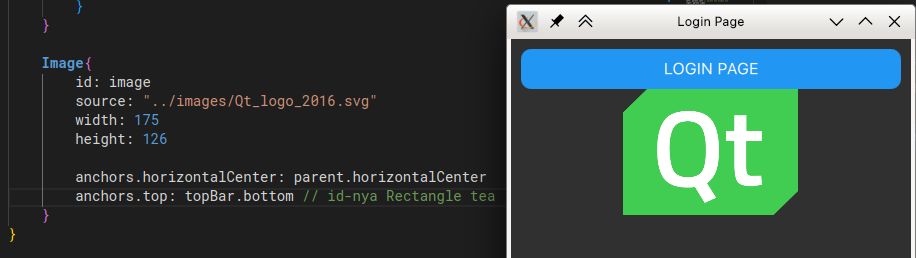 }
}
Image{
id: image
source: "../images/Qt_logo_2016.svg"
width: 175
height: 126
anchors.horizontalCenter: parent.horizontalCenter
anchors.top: topBar.bottom // id-nya Rectangle tea
}
}
Login Page
LOGIN PAGE
Qt